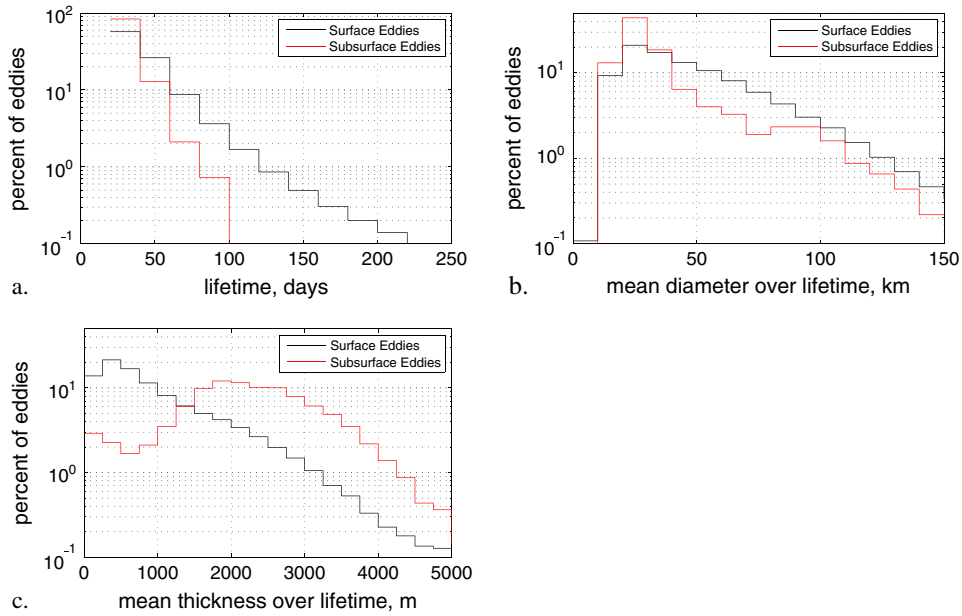 10^2
10^1
10^0
10^-1
percent of eddies
Surface Eddies
Subsurface Eddies
0 50 100 150 200 250
lifetime, days
a.
10^1
10^0
10^-1
percent of eddies
Surface Eddies
Subsurface Eddies
0 50 100 150
mean diameter over lifetime, km
b.
10^1
10^0
10^-1
percent of eddies
Surface Eddies
Subsurface Eddies
0 1000 2000 3000 4000 5000
mean thickness over lifetime, m
c.